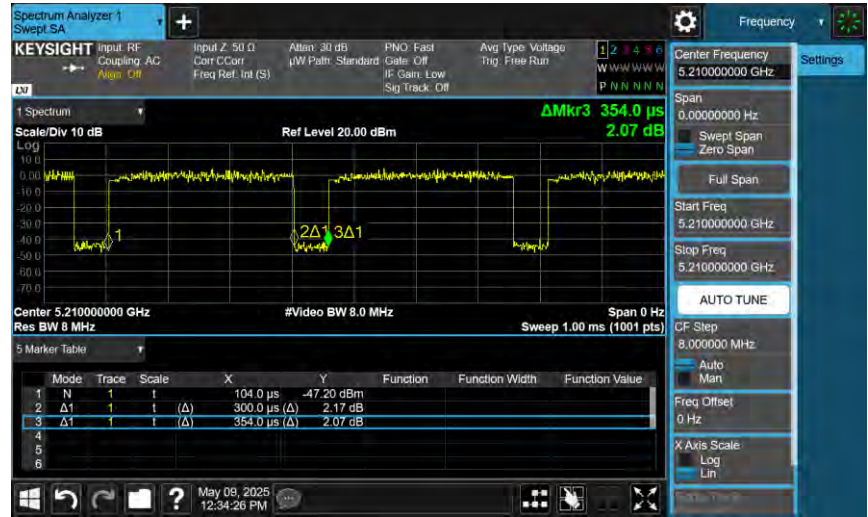 Spectrum Analyzer 1
Swept SA
+
Frequency
KEYSIGHT
Input: RF
Coupling: AC
Align: Off
Input Z: 50 Ω
Corr CCorr
Freq Ref: Int (S)
Atten: 30 dB
µW Path: Standard
PNO: Fast
Gate: Off
IF Gain: Low
Sig Track: Off
Avg Type: Voltage
Trig: Free Run
1 2 3 4 5 6
W W W W W W
P N N N N N
LXI
1 Spectrum
Scale/Div 10 dB
Ref Level 20.00 dBm
ΔMkr3 354.0 µs
2.07 dB
Log
10.0
0.00
-10.0
-20.0
-30.0
-40.0
-50.0
-60.0
-70.0
1
2Δ1
3Δ1
Center 5.210000000 GHz
#Video BW 8.0 MHz
Span 0 Hz
Res BW 8 MHz
Sweep 1.00 ms (1001 pts)
5 Marker Table
Mode Trace Scale X Y Function Function Width Function Value
1 N 1 t 104.0 µs -47.20 dBm
2 Δ1 1 t (Δ) 300.0 µs (Δ) 2.17 dB
3 Δ1 1 t (Δ) 354.0 µs (Δ) 2.07 dB
4
5
6
?
May 09, 2025
12:34:26 PM
Center Frequency
5.210000000 GHz
Settings
Span
0.00000000 Hz
Swept Span
Zero Span
Full Span
Start Freq
5.210000000 GHz
Stop Freq
5.210000000 GHz
AUTO TUNE
CF Step
8.000000 MHz
Auto
Man
Freq Offset
0 Hz
X Axis Scale
Log
Lin